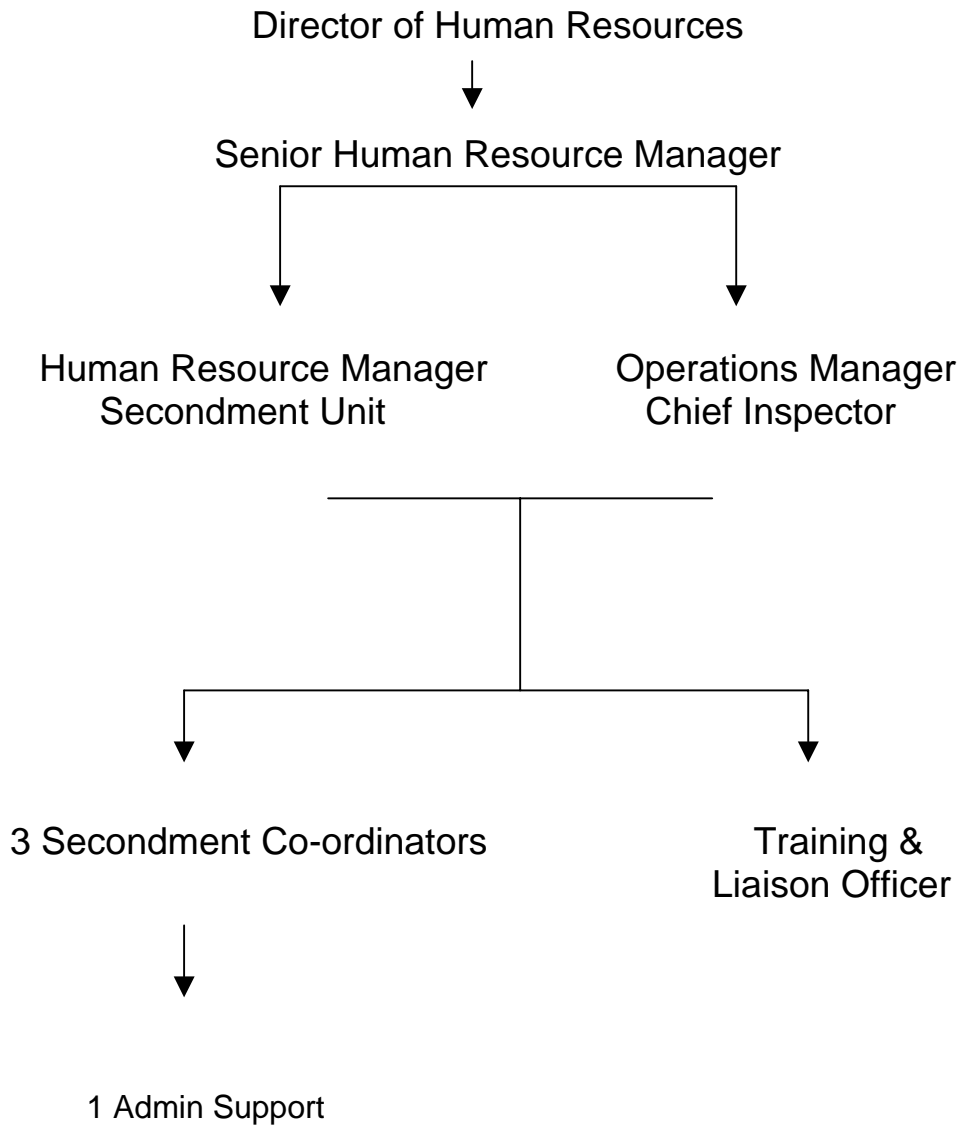 Director of Human Resources
Senior Human Resource Manager
Human Resource Manager
Secondment Unit
Operations Manager
Chief Inspector
3 Secondment Co-ordinators
Training &
Liaison Officer
1 Admin Support